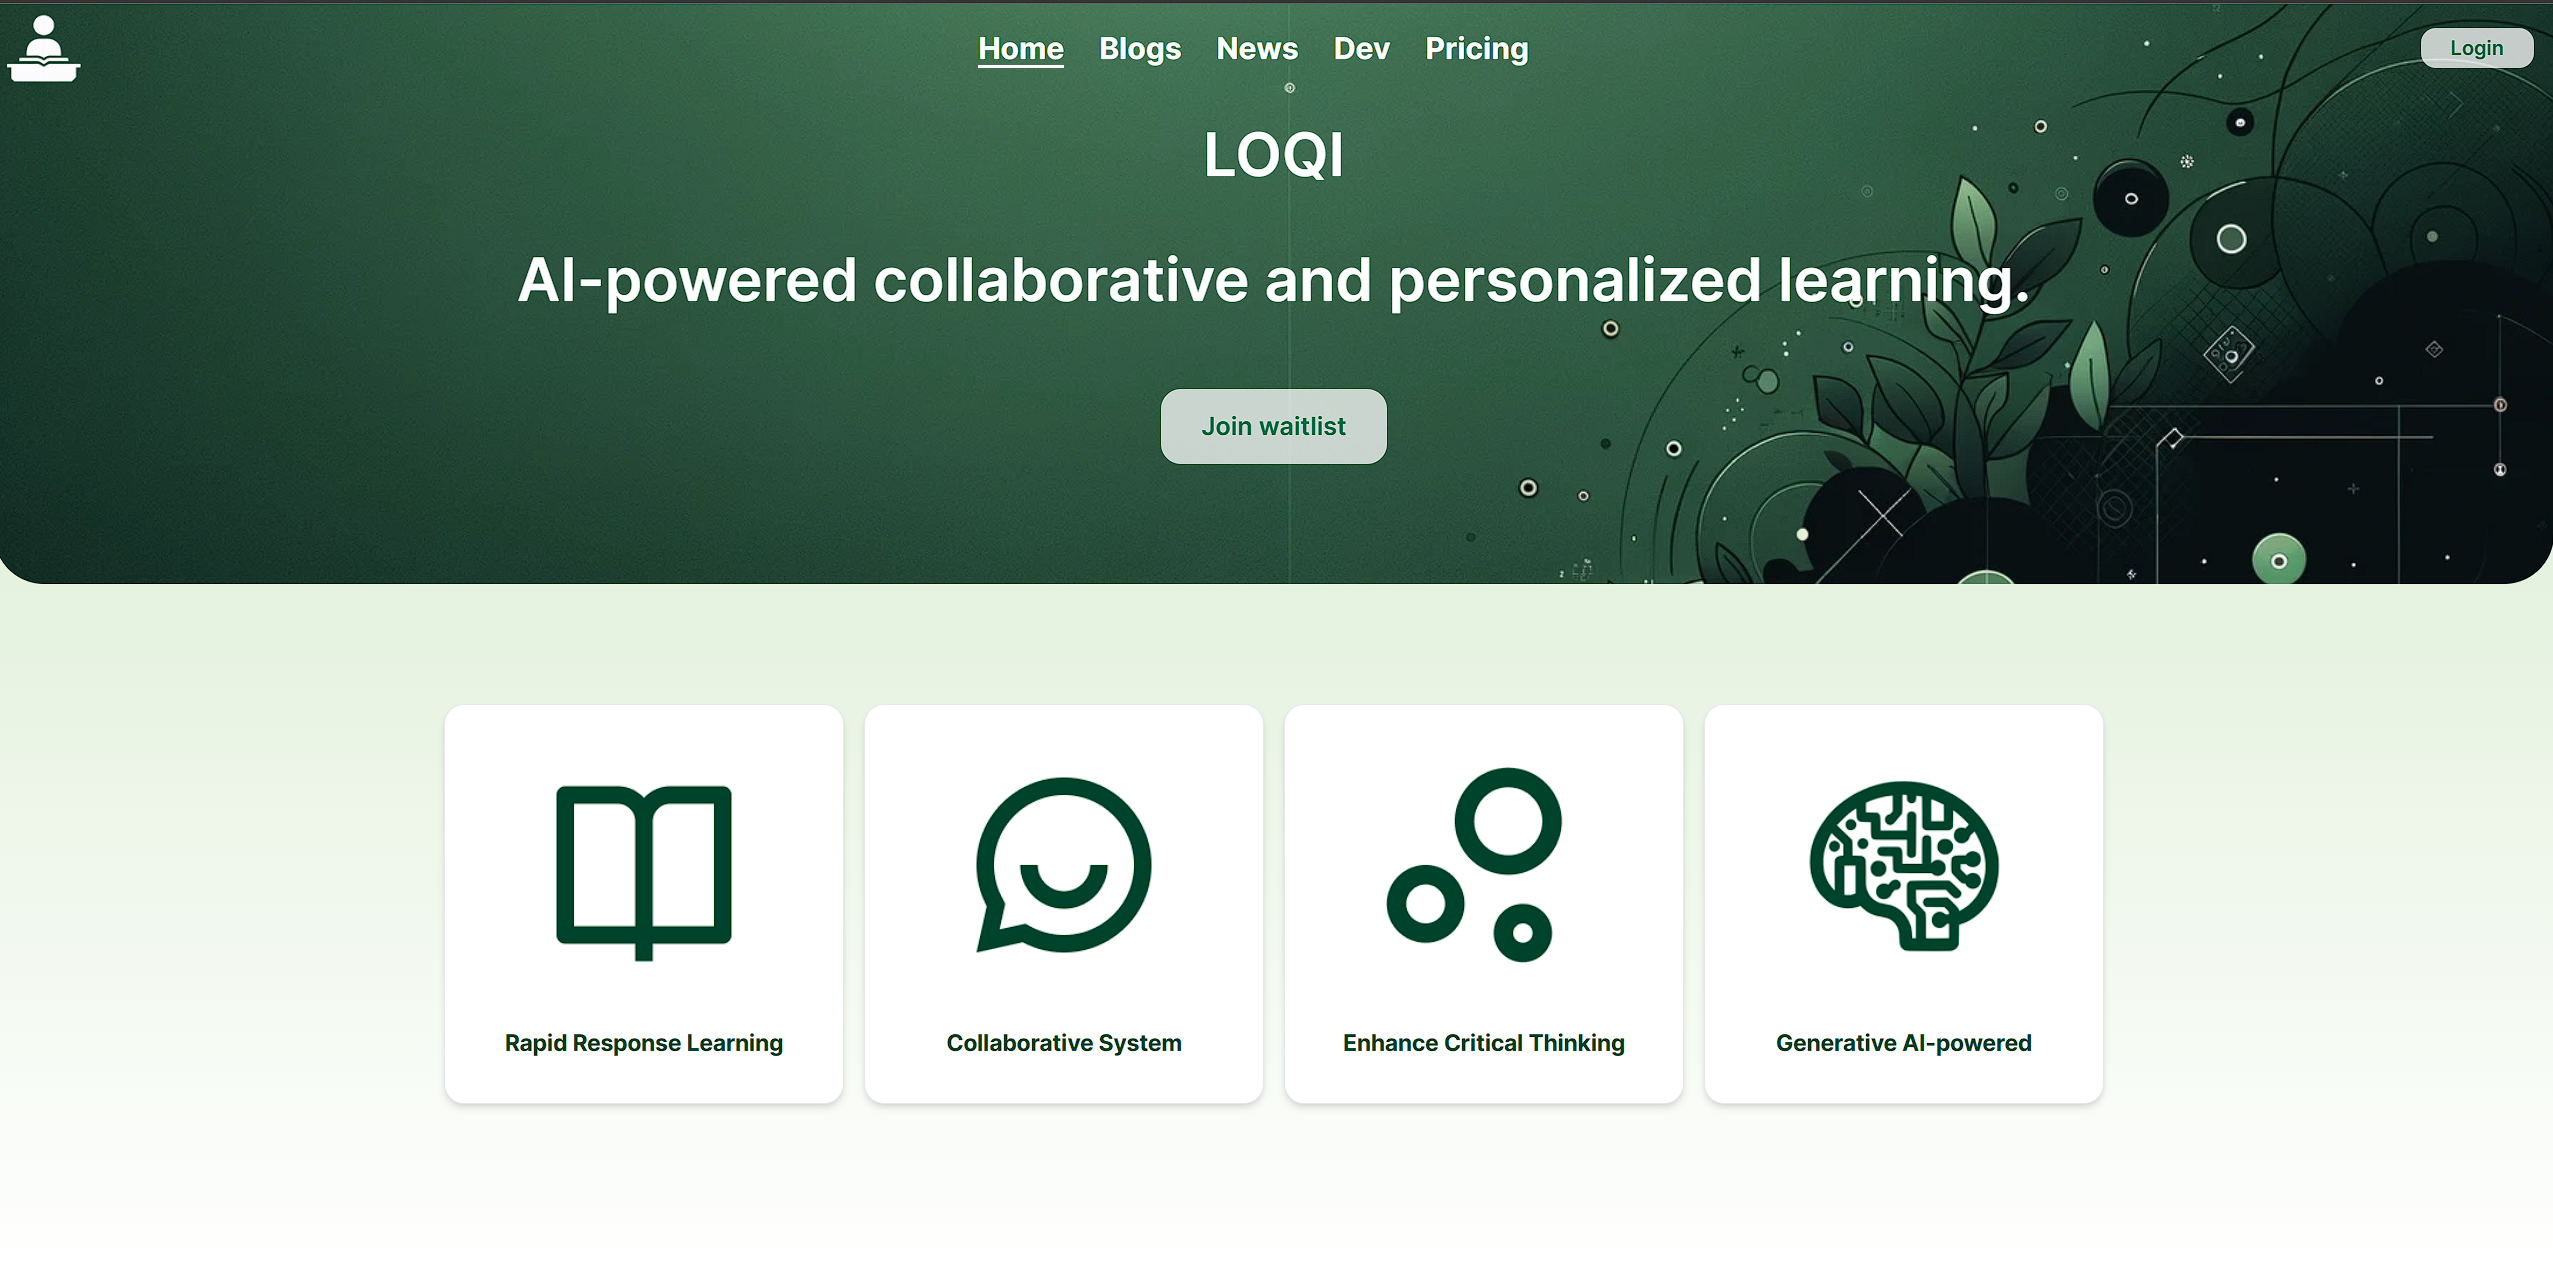 Home Blogs News Dev Pricing Login
LOQI
AI-powered collaborative and personalized learning.
Join waitlist
Rapid Response Learning
Collaborative System
Enhance Critical Thinking
Generative AI-powered